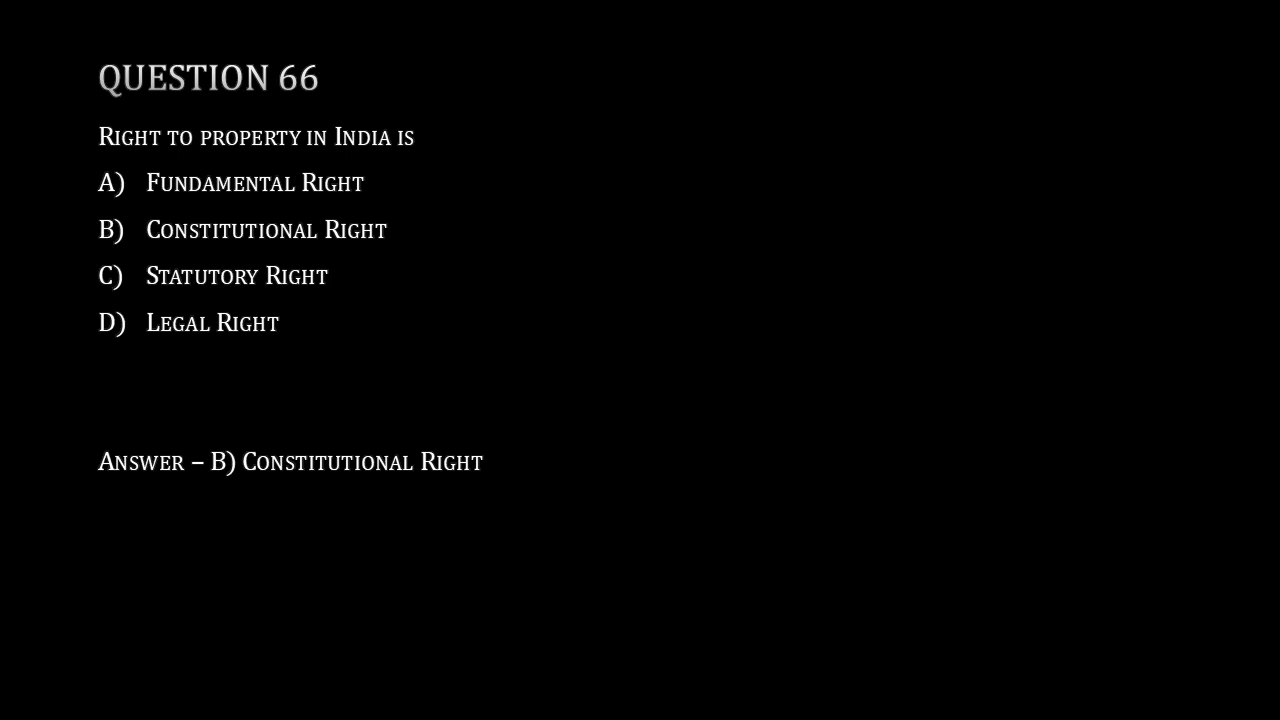 QUESTION 66
Right to property in India is
A) Fundamental Right
B) Constitutional Right
C) Statutory Right
D) Legal Right
Answer – B) Constitutional Right